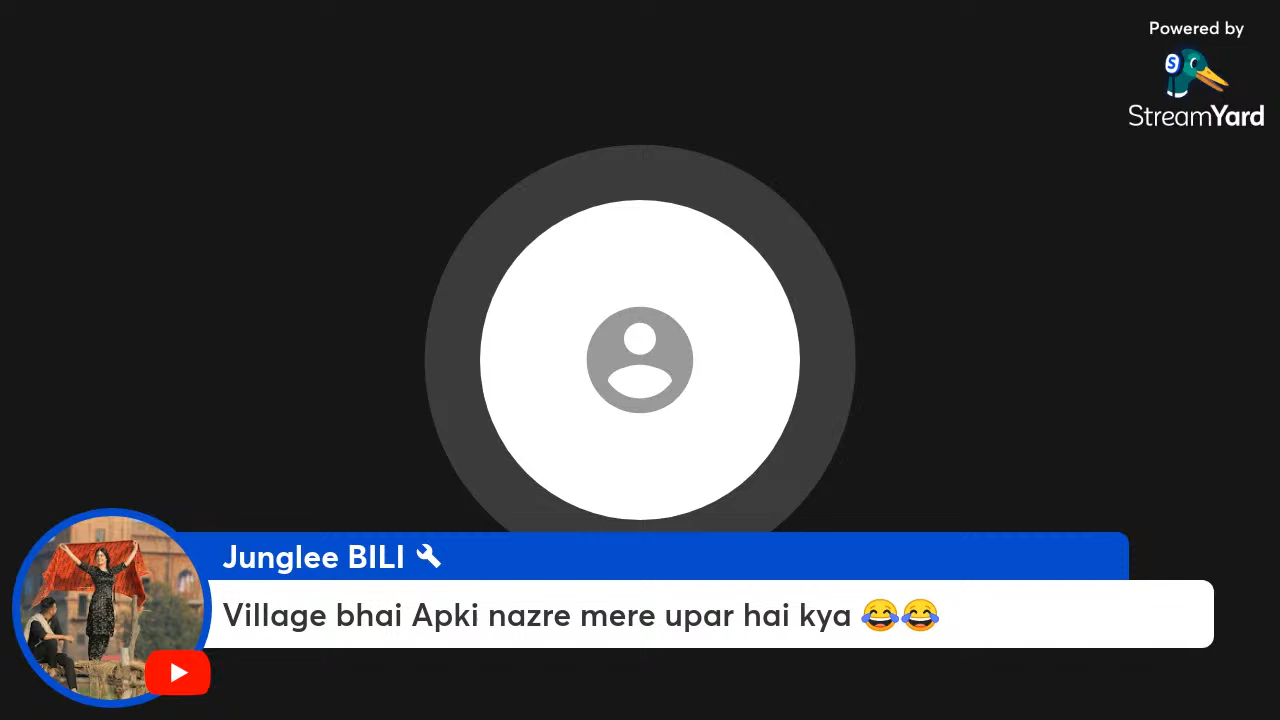 Powered by
S
StreamYard
Junglee BILI 🔧
Village bhai Apki nazre mere upar hai kya 😂😂